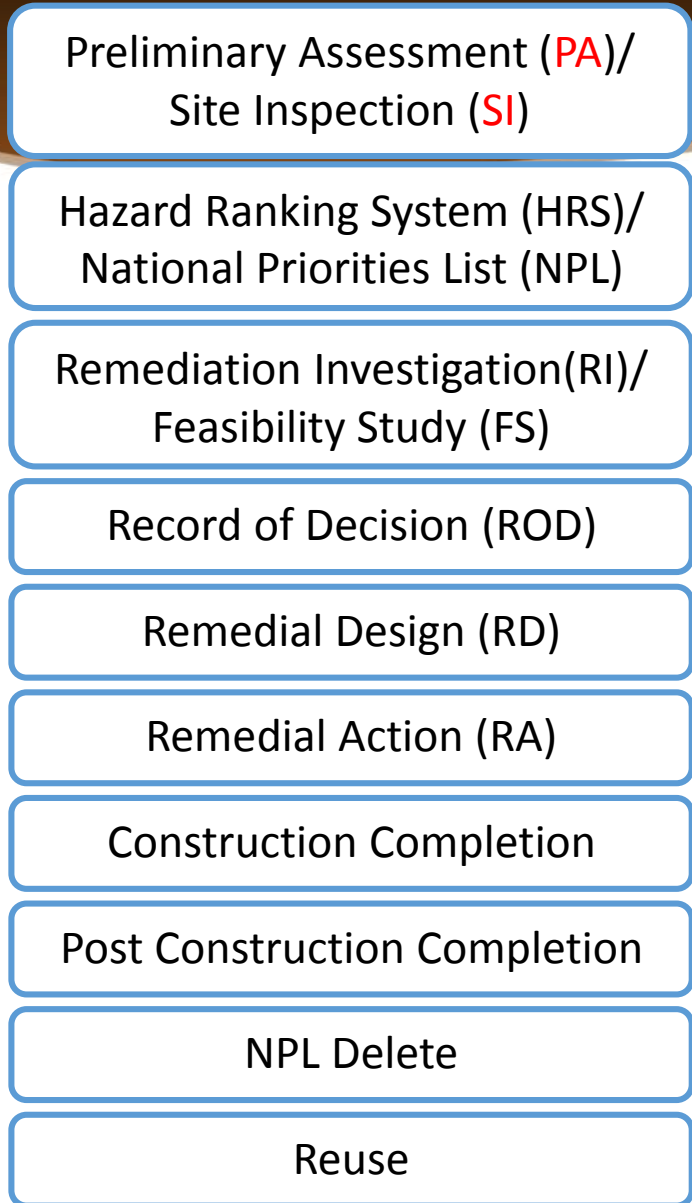 Preliminary Assessment (PA)/
Site Inspection (SI)
Hazard Ranking System (HRS)/
National Priorities List (NPL)
Remediation Investigation(RI)/
Feasibility Study (FS)
Record of Decision (ROD)
Remedial Design (RD)
Remedial Action (RA)
Construction Completion
Post Construction Completion
NPL Delete
Reuse